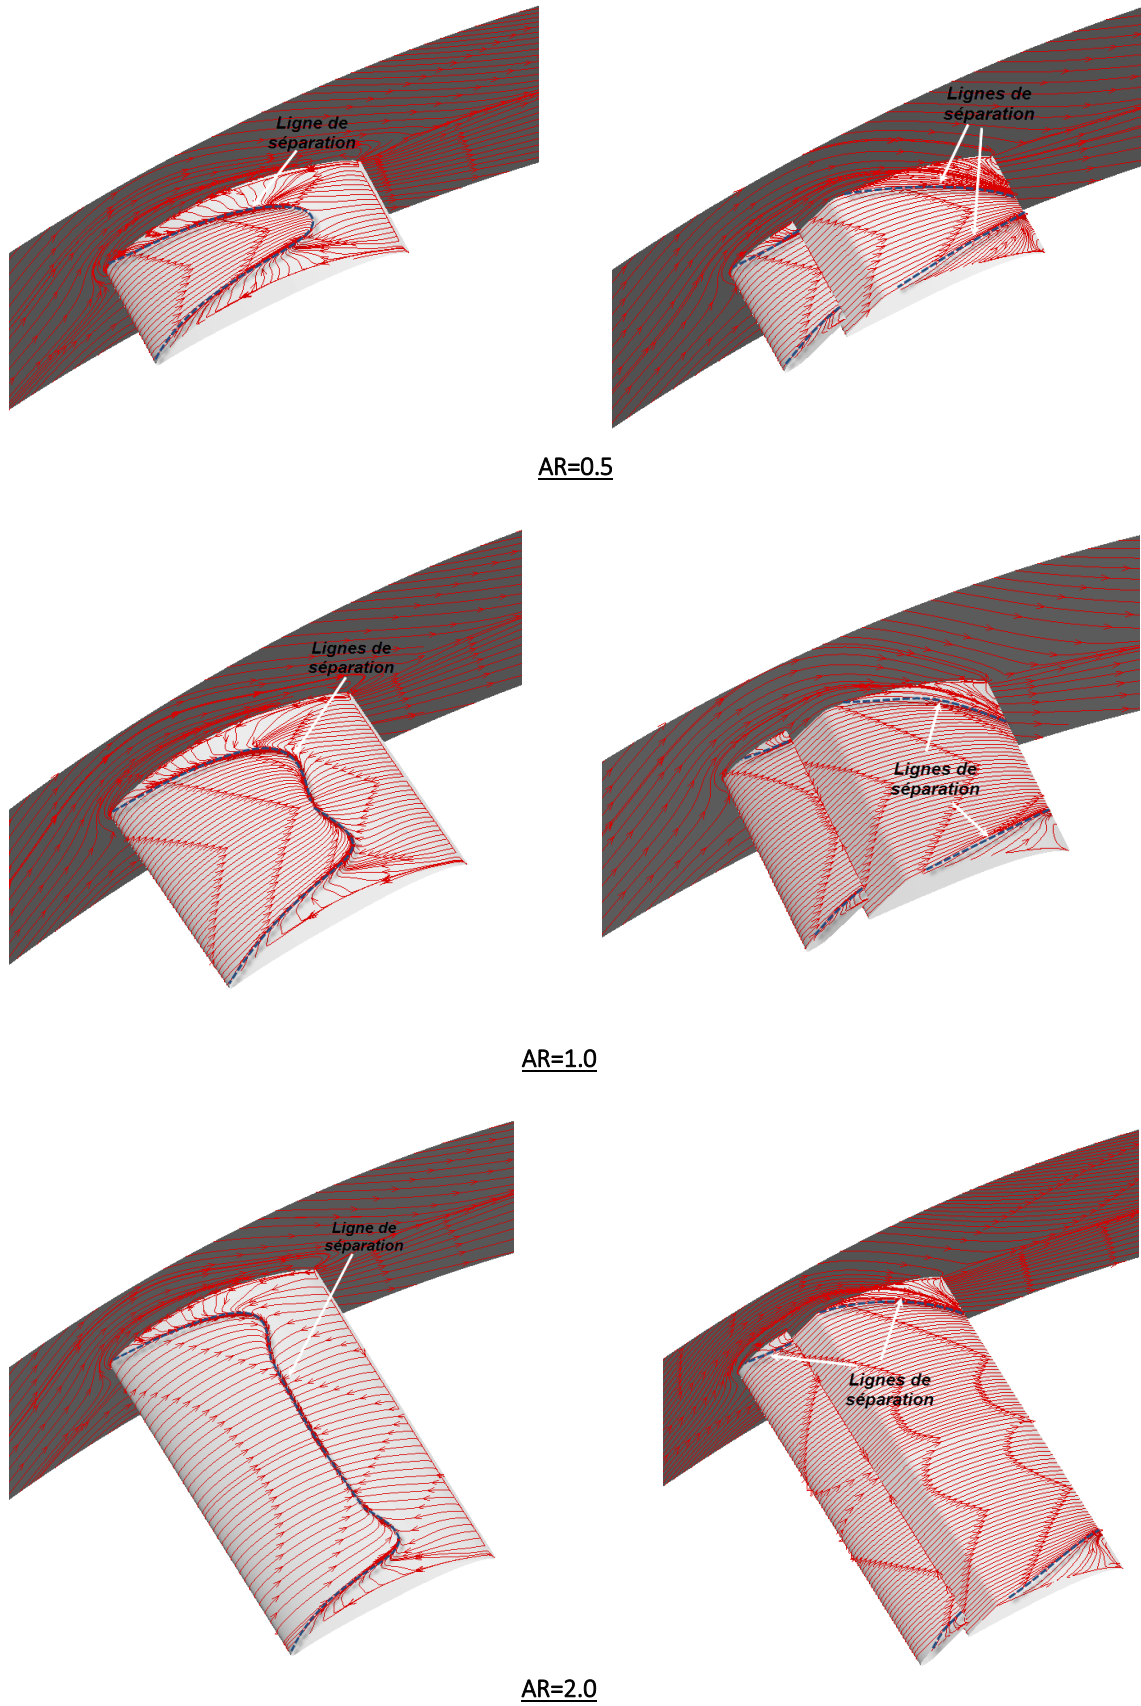 Ligne de
séparation
Lignes de
séparation
AR=0.5
Lignes de
séparation
Lignes de
séparation
AR=1.0
Ligne de
séparation
Lignes de
séparation
AR=2.0